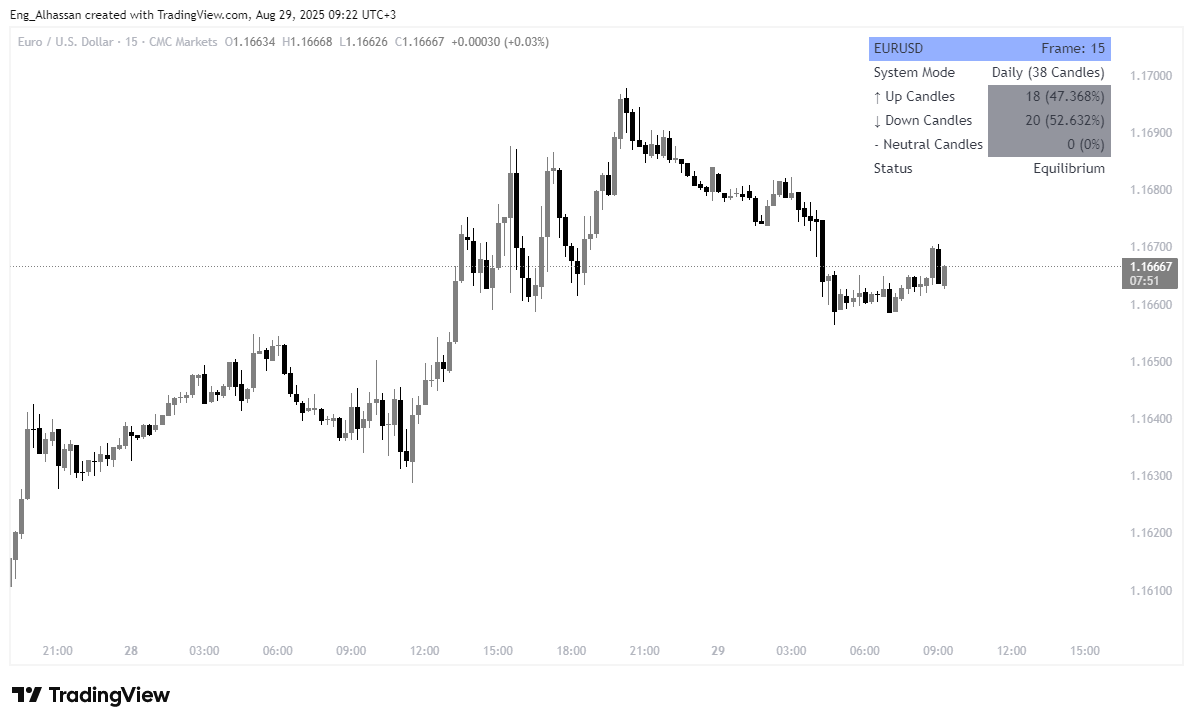 Eng_Alhassan created with TradingView.com, Aug 29, 2025 09:22 UTC+3
Euro / U.S. Dollar · 15 · CMC Markets O1.16634 H1.16668 L1.16626 C1.16667 +0.00030 (+0.03%)
EURUSD Frame: 15
System Mode Daily (38 Candles)
↑ Up Candles 18 (47.368%)
↓ Down Candles 20 (52.632%)
- Neutral Candles 0 (0%)
Status Equilibrium
1.17000
1.16900
1.16800
1.16700
1.16667
07:51
1.16600
1.16500
1.16400
1.16300
1.16200
1.16100
21:00 28 03:00 06:00 09:00 12:00 15:00 18:00 21:00 29 03:00 06:00 09:00 12:00 15:00
TradingView